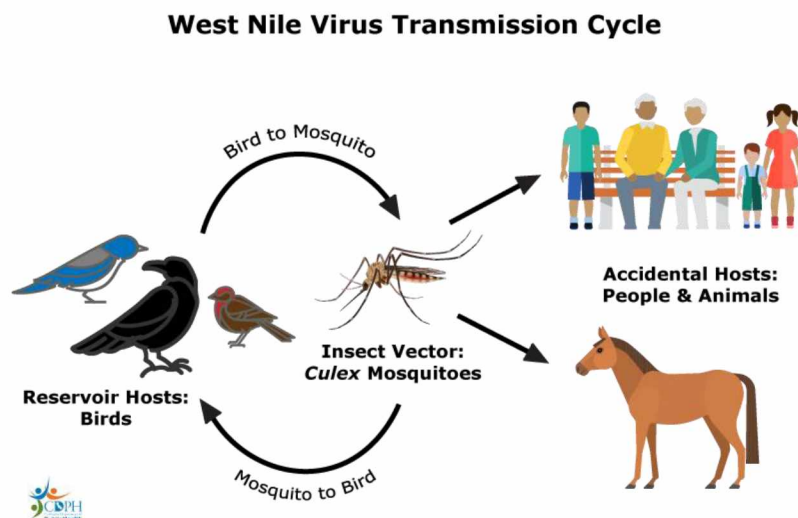 West Nile Virus Transmission Cycle
Bird to Mosquito
Accidental Hosts:
People & Animals
Insect Vector:
Culex Mosquitoes
Reservoir Hosts:
Birds
Mosquito to Bird
CDPH